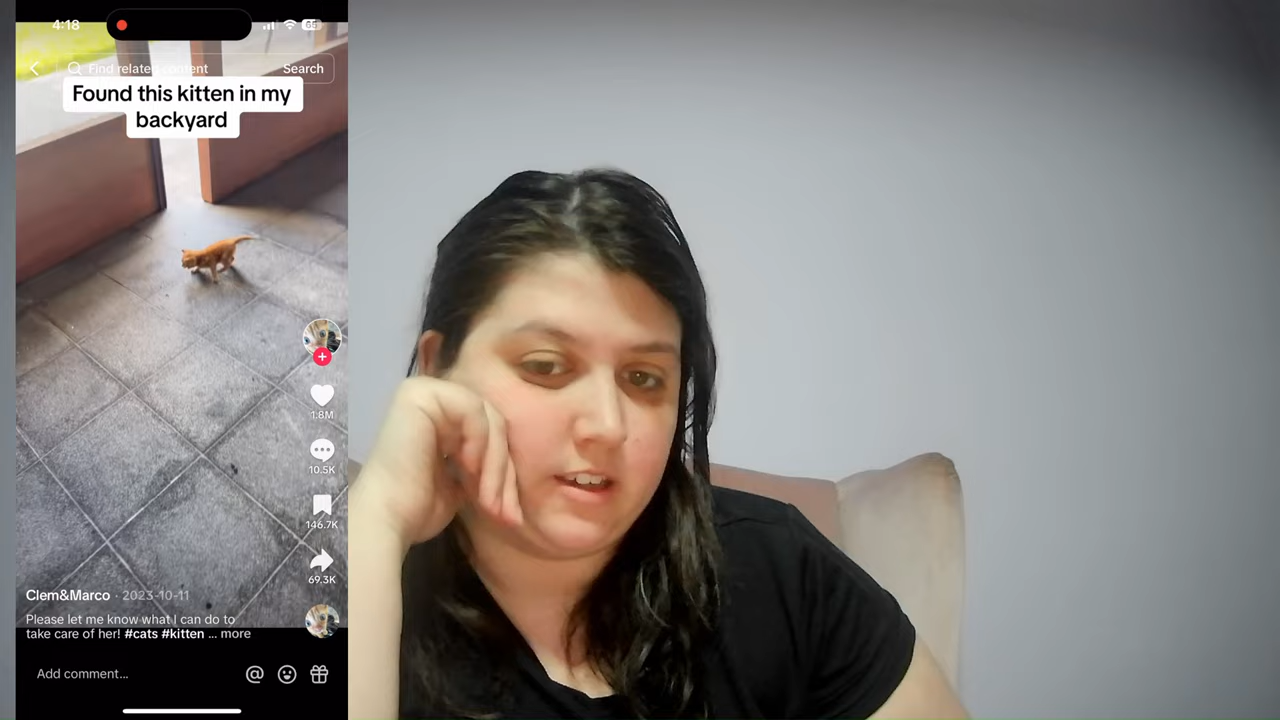 4:18
65
Find related content
Search
Found this kitten in my
backyard
1.8M
10.5K
146.7K
69.3K
Clem&Marco · 2023-10-11
Please let me know what I can do to
take care of her! #cats #kitten ... more
Add comment...